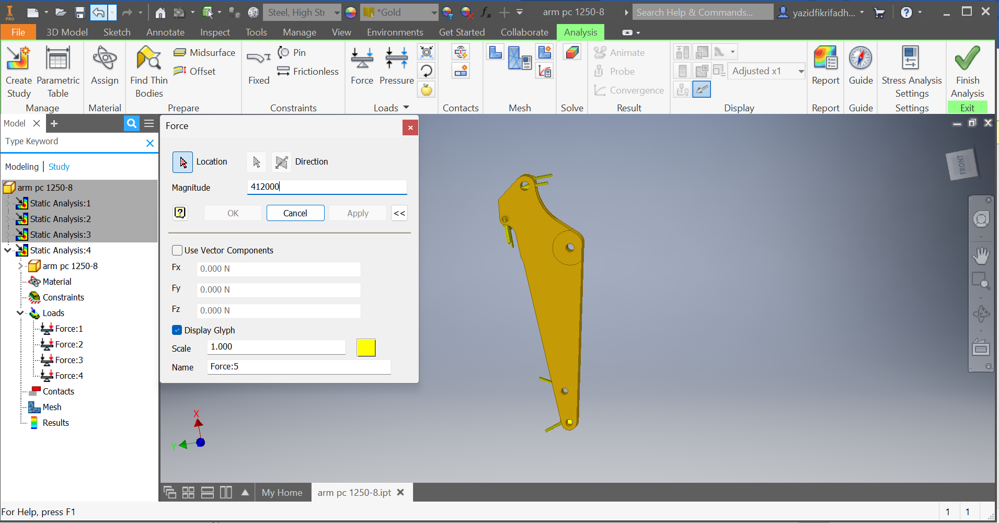 PRO
Steel, High Str
*Gold
arm pc 1250-8
Search Help & Commands...
yazidfikrifadh...
File
3D Model
Sketch
Annotate
Inspect
Tools
Manage
View
Environments
Get Started
Collaborate
Analysis
Create Study
Parametric Table
Manage
Assign
Material
Find Thin Bodies
Midsurface
Offset
Prepare
Fixed
Pin
Frictionless
Constraints
Force
Pressure
Loads
Contacts
Mesh
Solve
Animate
Probe
Convergence
Result
Adjusted x1
Display
Report
Report
Guide
Guide
Stress Analysis Settings
Settings
Finish Analysis
Exit
Model
Type Keyword
Modeling | Study
arm pc 1250-8
Static Analysis:1
Static Analysis:2
Static Analysis:3
Static Analysis:4
arm pc 1250-8
Material
Constraints
Loads
Force:1
Force:2
Force:3
Force:4
Contacts
Mesh
Results
Force
Location
Direction
Magnitude
412000
OK
Cancel
Apply
<<
Use Vector Components
Fx
0.000 N
Fy
0.000 N
Fz
0.000 N
Display Glyph
Scale
1.000
Name
Force:5
FRONT
X
Y
My Home
arm pc 1250-8.ipt
For Help, press F1
1
1